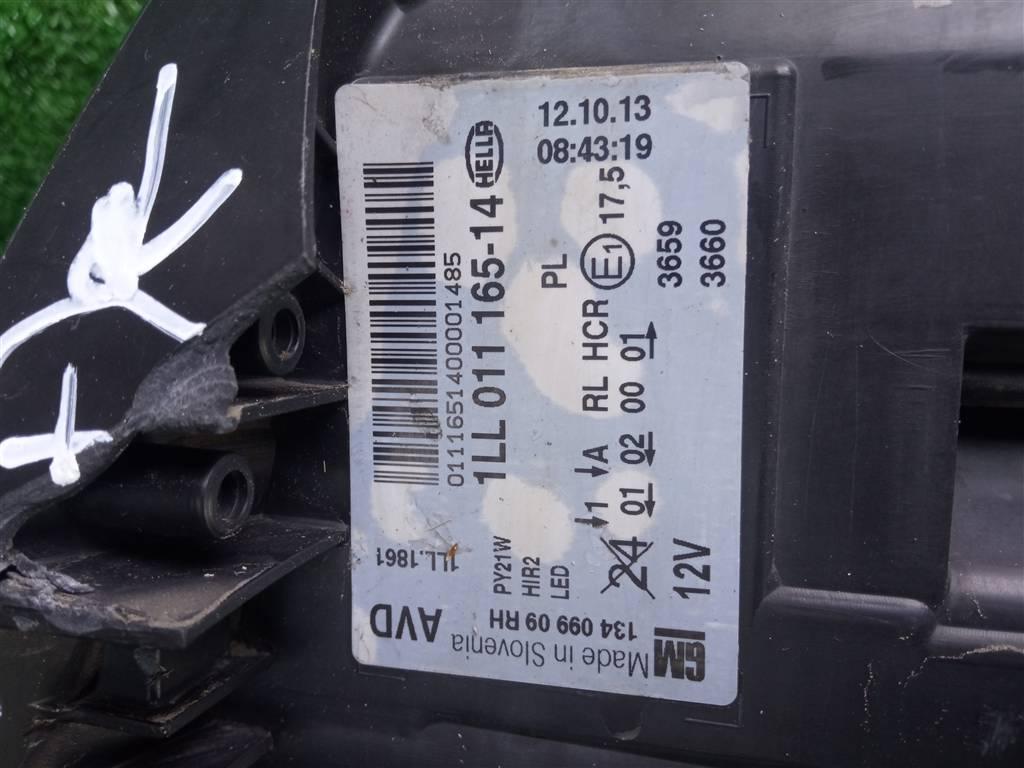 HELLA
12.10.13
08:43:19
0111651400001485
1LL 011 165-14
PL
E1 17,5
3659
3660
1 A RL HCR
24 01 02 00 01
12V
PY21W
HIR2
LED
1LL.1861
AVD
134 099 09 RH
Made in Slovenia
GM